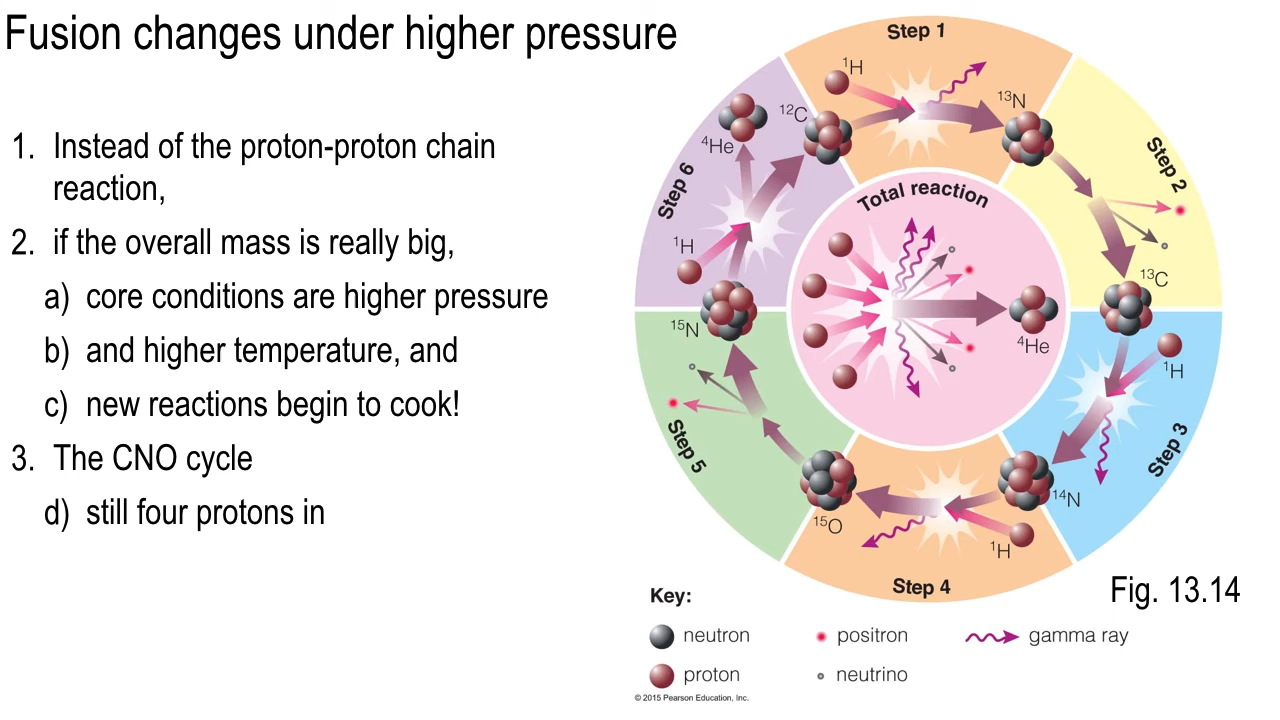 Fusion changes under higher pressure
1. Instead of the proton-proton chain
reaction,
2. if the overall mass is really big,
a) core conditions are higher pressure
b) and higher temperature, and
c) new reactions begin to cook!
3. The CNO cycle
d) still four protons in
Step 1
¹H
¹³N
¹²C
⁴He
Step 6
¹H
Step 2
Total reaction
⁴He
¹³C
¹H
Step 3
¹⁵N
Step 5
¹⁵O
¹⁴N
¹H
Step 4
Fig. 13.14
Key:
neutron
positron
gamma ray
proton
neutrino
© 2015 Pearson Education, Inc.